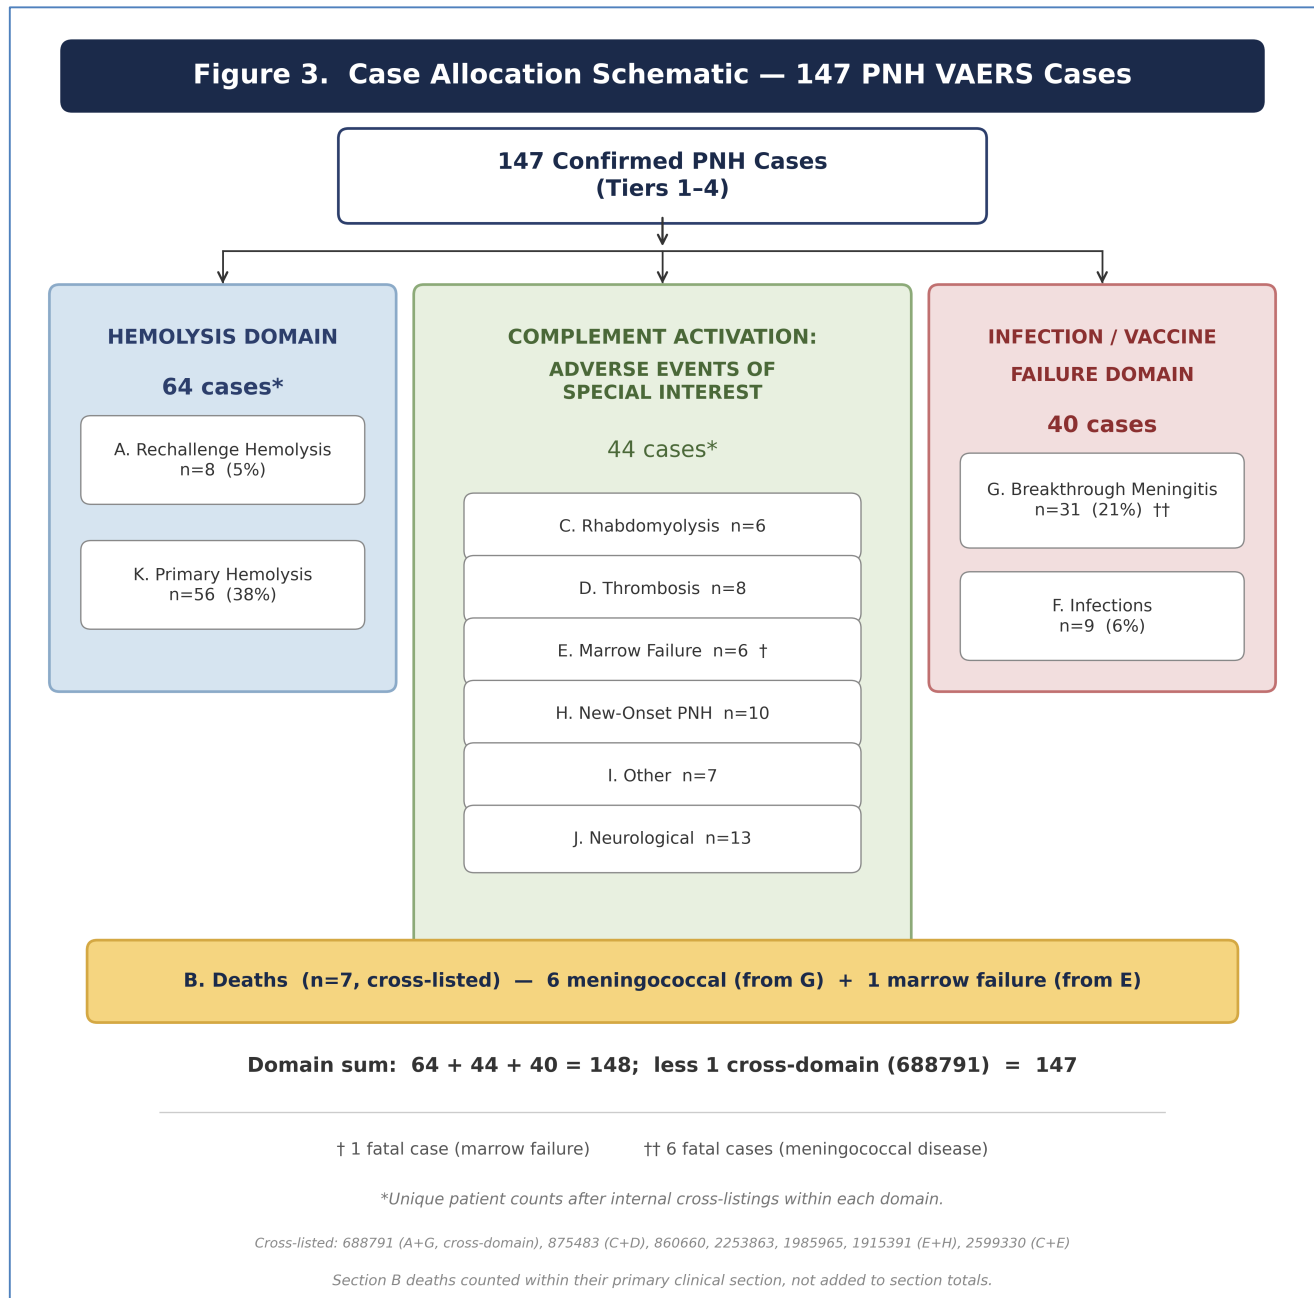 Figure 3.  Case Allocation Schematic — 147 PNH VAERS Cases
147 Confirmed PNH Cases
(Tiers 1–4)
HEMOLYSIS DOMAIN
64 cases*
A. Rechallenge Hemolysis
n=8  (5%)
K. Primary Hemolysis
n=56  (38%)
COMPLEMENT ACTIVATION:
ADVERSE EVENTS OF
SPECIAL INTEREST
44 cases*
C. Rhabdomyolysis  n=6
D. Thrombosis  n=8
E. Marrow Failure  n=6  †
H. New-Onset PNH  n=10
I. Other  n=7
J. Neurological  n=13
INFECTION / VACCINE
FAILURE DOMAIN
40 cases
G. Breakthrough Meningitis
n=31  (21%)  ††
F. Infections
n=9  (6%)
B. Deaths  (n=7, cross-listed)  —  6 meningococcal (from G)  +  1 marrow failure (from E)
Domain sum:  64 + 44 + 40 = 148;  less 1 cross-domain (688791)  =  147
† 1 fatal case (marrow failure)          †† 6 fatal cases (meningococcal disease)
*Unique patient counts after internal cross-listings within each domain.
Cross-listed: 688791 (A+G, cross-domain), 875483 (C+D), 860660, 2253863, 1985965, 1915391 (E+H), 2599330 (C+E)
Section B deaths counted within their primary clinical section, not added to section totals.